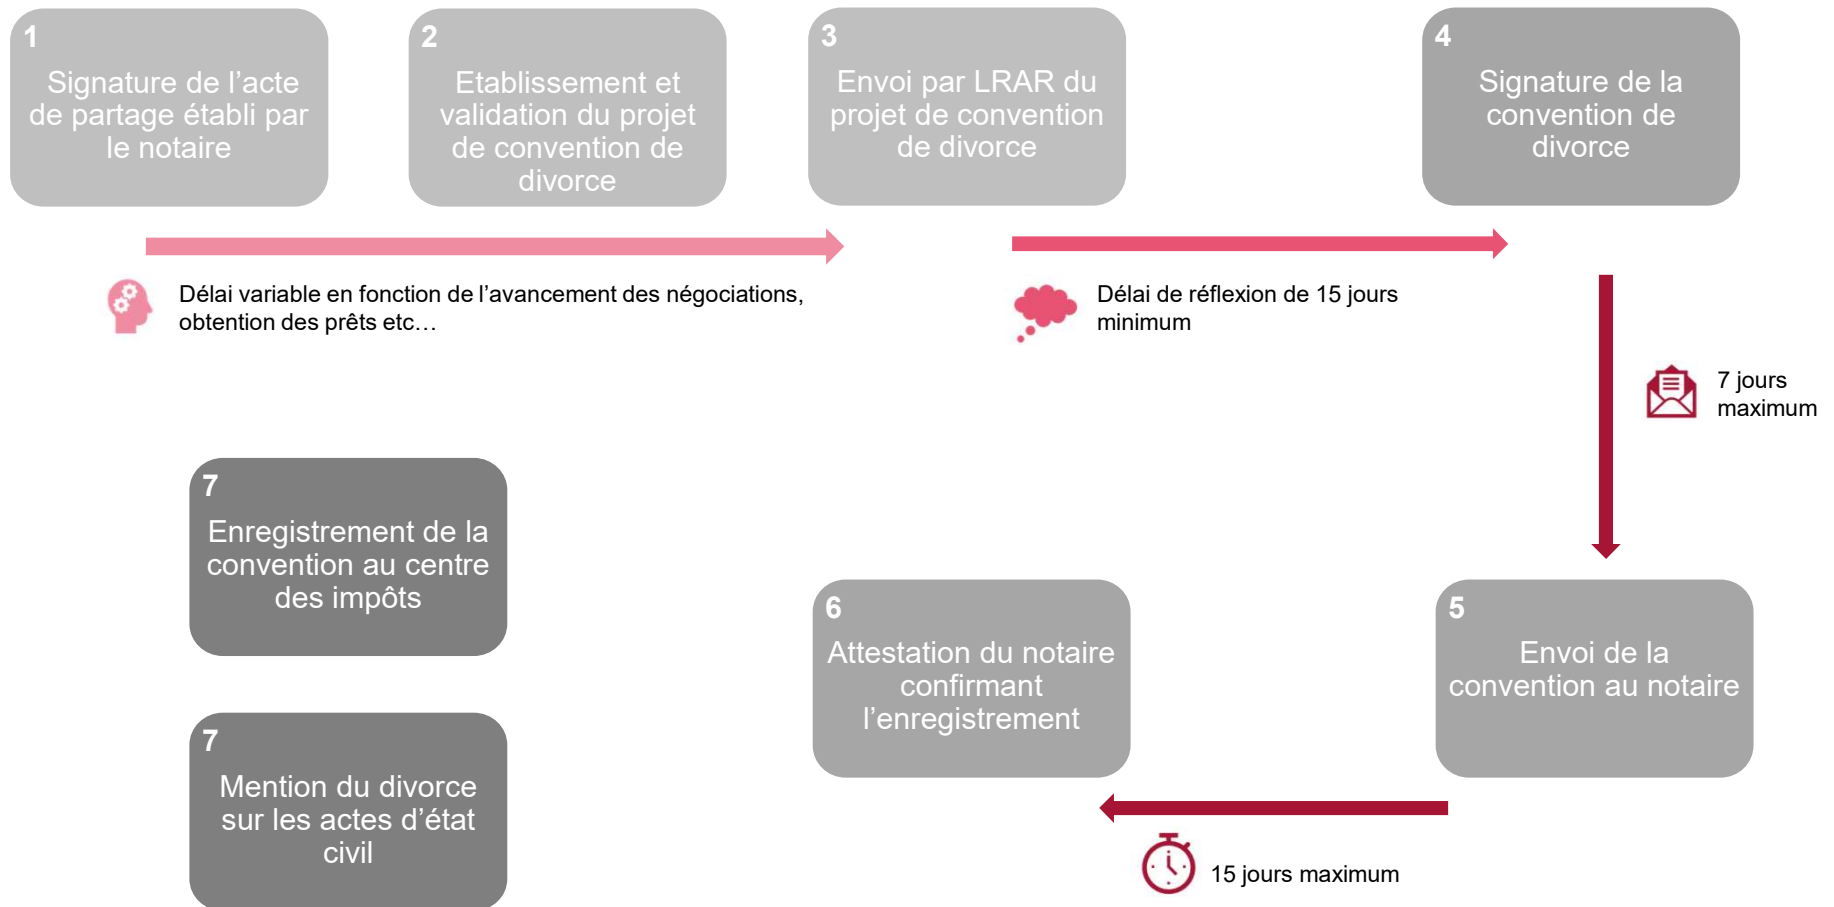 1
Signature de l’acte
de partage établi par
le notaire
2
Etablissement et
validation du projet
de convention de
divorce
3
Envoi par LRAR du
projet de convention
de divorce
4
Signature de la
convention de
divorce
Délai variable en fonction de l’avancement des négociations,
obtention des prêts etc…
Délai de réflexion de 15 jours
minimum
7 jours
maximum
5
Envoi de la
convention au notaire
6
Attestation du notaire
confirmant
l’enregistrement
15 jours maximum
7
Enregistrement de la
convention au centre
des impôts
7
Mention du divorce
sur les actes d’état
civil